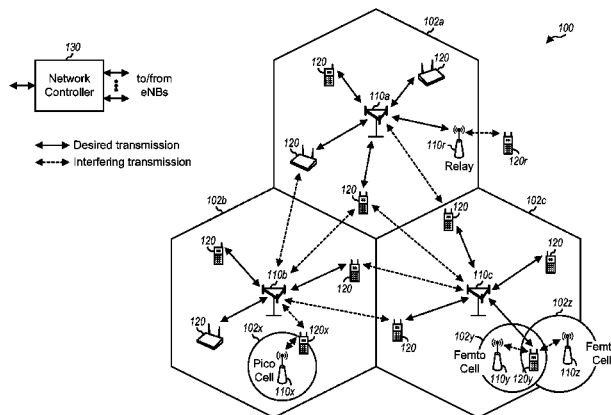 102a
100
130
Network
Controller
to/from
eNBs
120
120
110a
Desired transmission
Interfering transmission
120
110r
Relay
120r
102b
120
120
102c
120
110b
120
110c
120
120
102x
120x
120
102y
102z
Pico
Cell
110x
Femto
Cell
110y
120y
110z
Femt
Cell